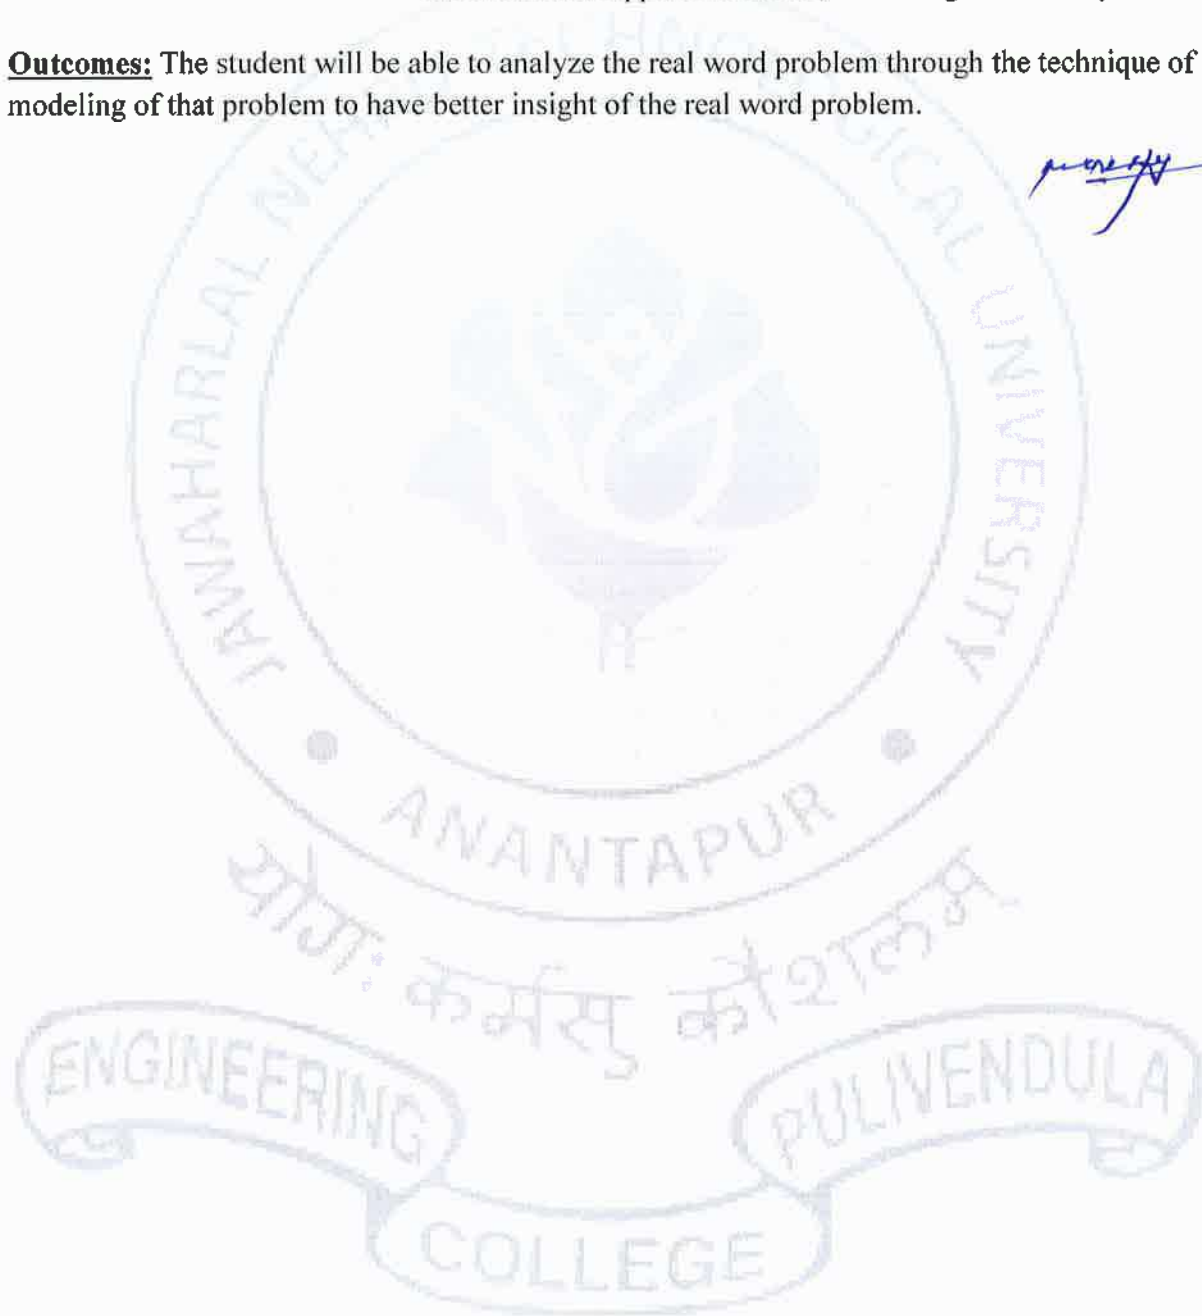 Outcomes: The student will be able to analyze the real word problem through the technique of
modeling of that problem to have better insight of the real word problem.
JAWAHARLAL NEHRU TECHNOLOGICAL UNIVERSITY
ANANTAPUR
योगः कर्मसु कौशलम
ENGINEERING
COLLEGE
PULIVENDULA